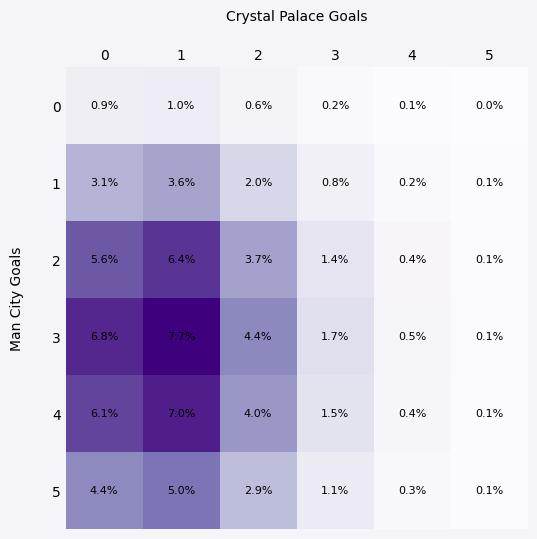 Crystal Palace Goals
0 1 2 3 4 5
0 0.9% 1.0% 0.6% 0.2% 0.1% 0.0%
1 3.1% 3.6% 2.0% 0.8% 0.2% 0.1%
2 5.6% 6.4% 3.7% 1.4% 0.4% 0.1%
Man City Goals
3 6.8% 7.7% 4.4% 1.7% 0.5% 0.1%
4 6.1% 7.0% 4.0% 1.5% 0.4% 0.1%
5 4.4% 5.0% 2.9% 1.1% 0.3% 0.1%